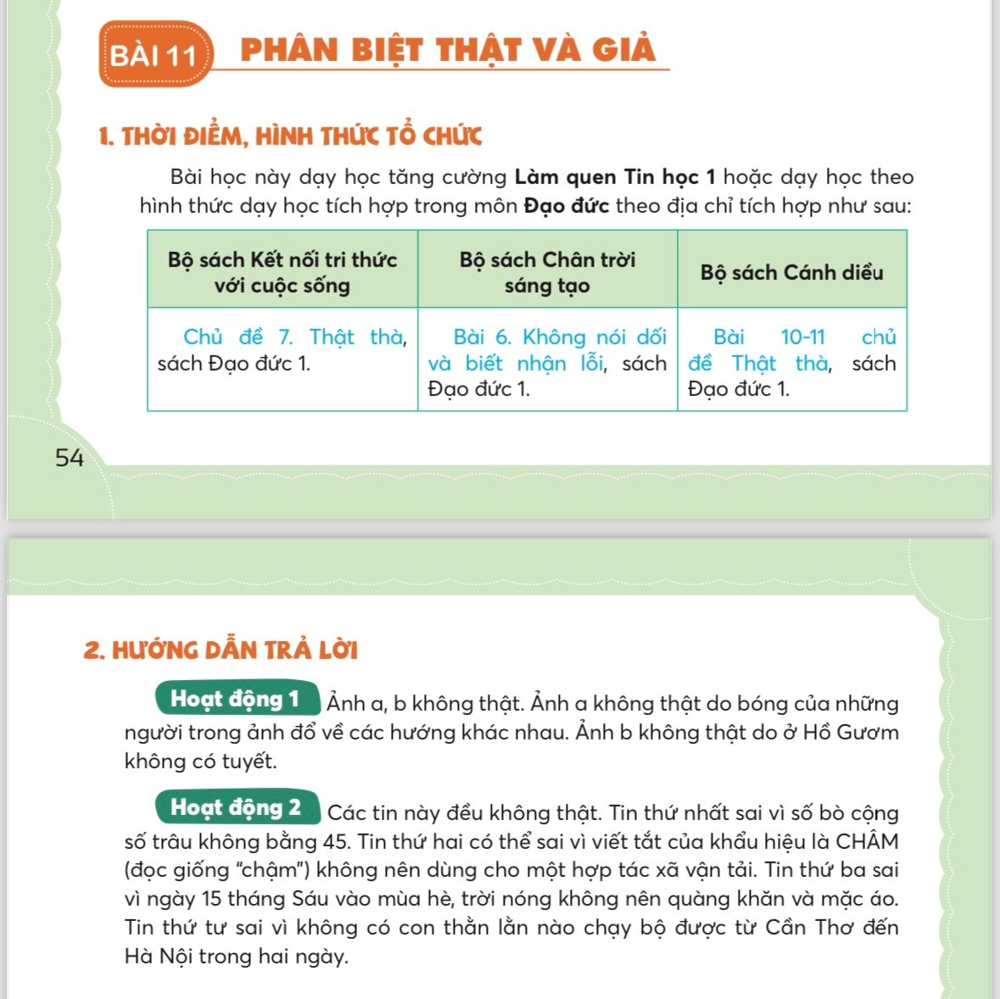 BÀI 11
PHÂN BIỆT THẬT VÀ GIẢ
1. THỜI ĐIỂM, HÌNH THỨC TỔ CHỨC
Bài học này dạy học tăng cường Làm quen Tin học 1 hoặc dạy học theo
hình thức dạy học tích hợp trong môn Đạo đức theo địa chỉ tích hợp như sau:
Bộ sách Kết nối tri thức
với cuộc sống
Bộ sách Chân trời
sáng tạo
Bộ sách Cánh diều
Chủ đề 7. Thật thà,
sách Đạo đức 1.
Bài 6. Không nói dối
và biết nhận lỗi, sách
Đạo đức 1.
Bài 10-11 chủ
đề Thật thà, sách
Đạo đức 1.
54
2. HƯỚNG DẪN TRẢ LỜI
Hoạt động 1 Ảnh a, b không thật. Ảnh a không thật do bóng của những
người trong ảnh đổ về các hướng khác nhau. Ảnh b không thật do ở Hồ Gươm
không có tuyết.
Hoạt động 2 Các tin này đều không thật. Tin thứ nhất sai vì số bò cộng
số trâu không bằng 45. Tin thứ hai có thể sai vì viết tắt của khẩu hiệu là CHÂM
(đọc giống "chậm") không nên dùng cho một hợp tác xã vận tải. Tin thứ ba sai
vì ngày 15 tháng Sáu vào mùa hè, trời nóng không nên quàng khăn và mặc áo.
Tin thứ tư sai vì không có con thằn lằn nào chạy bộ được từ Cần Thơ đến
Hà Nội trong hai ngày.